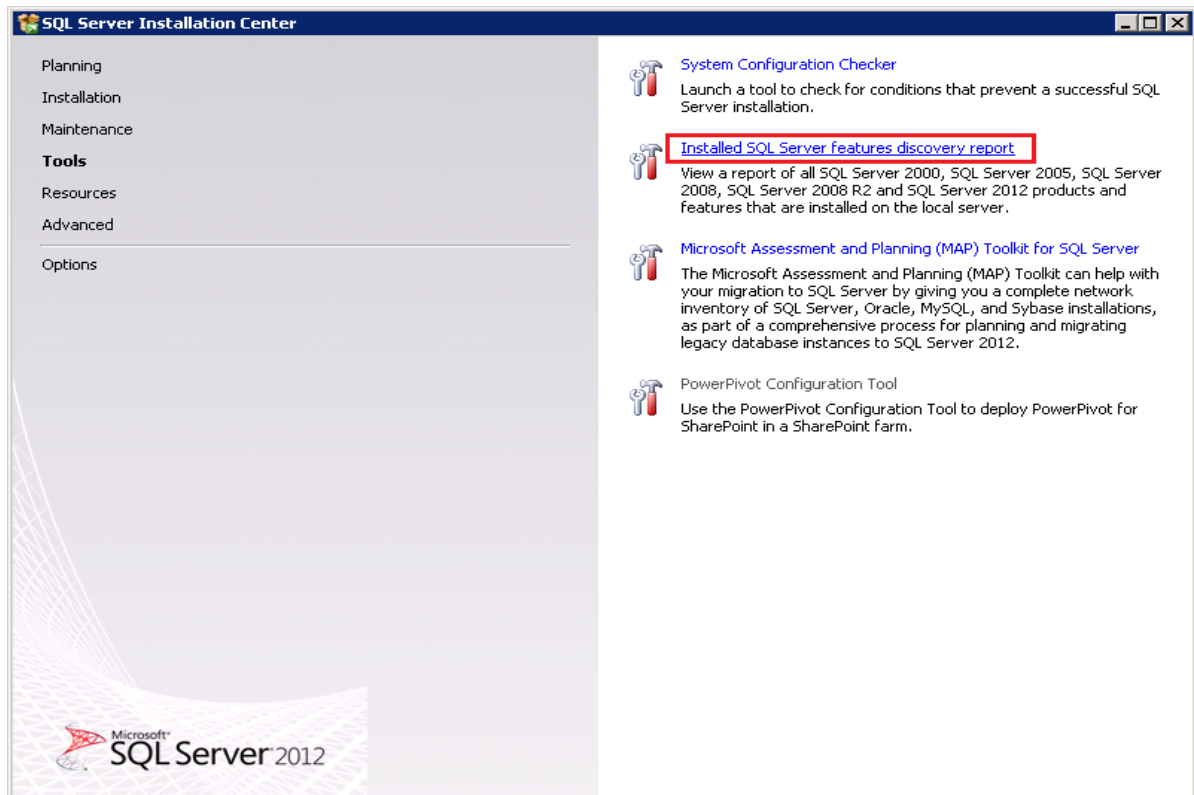 SQL Server Installation Center
Planning
Installation
Maintenance
Tools
Resources
Advanced
Options
System Configuration Checker
Launch a tool to check for conditions that prevent a successful SQL
Server installation.
Installed SQL Server features discovery report
View a report of all SQL Server 2000, SQL Server 2005, SQL Server
2008, SQL Server 2008 R2 and SQL Server 2012 products and
features that are installed on the local server.
Microsoft Assessment and Planning (MAP) Toolkit for SQL Server
The Microsoft Assessment and Planning (MAP) Toolkit can help with
your migration to SQL Server by giving you a complete network
inventory of SQL Server, Oracle, MySQL, and Sybase installations,
as part of a comprehensive process for planning and migrating
legacy database instances to SQL Server 2012.
PowerPivot Configuration Tool
Use the PowerPivot Configuration Tool to deploy PowerPivot for
SharePoint in a SharePoint farm.
Microsoft
SQL Server 2012